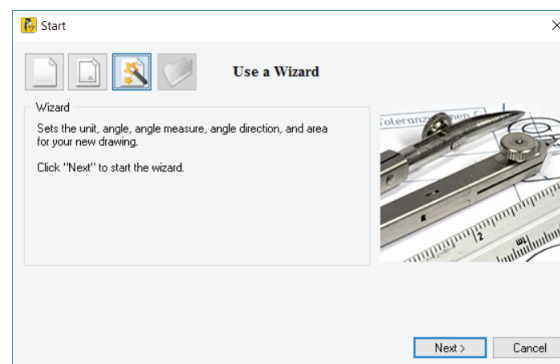 Start
Use a Wizard
Wizard
Sets the unit, angle, angle measure, angle direction, and area
for your new drawing.
Click "Next" to start the wizard.
Next >
Cancel